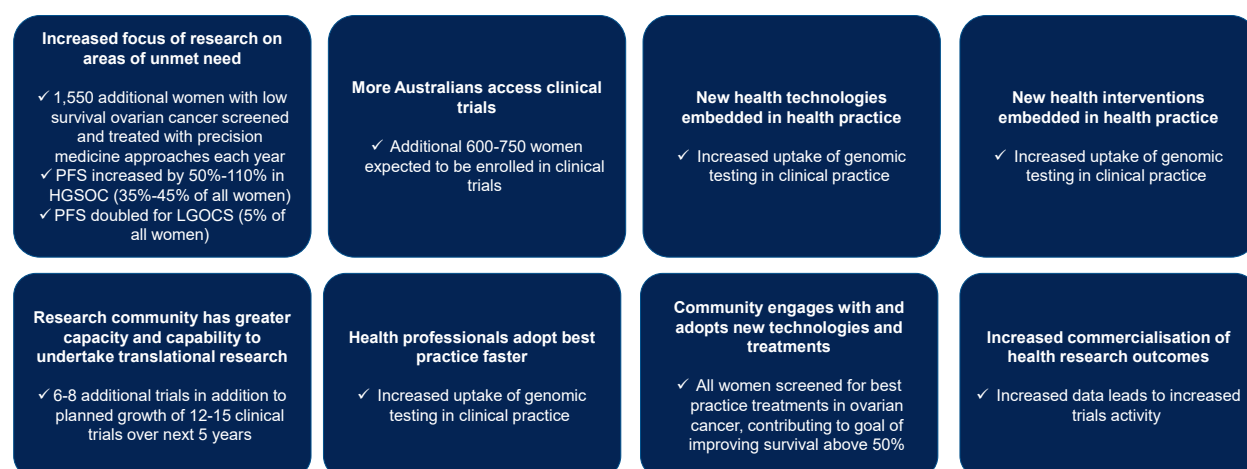 Increased focus of research on
areas of unmet need
✓ 1,550 additional women with low
survival ovarian cancer screened
and treated with precision
medicine approaches each year
✓ PFS increased by 50%-110% in
HGSOC (35%-45% of all women)
✓ PFS doubled for LGOCS (5% of
all women)
More Australians access clinical
trials
✓ Additional 600-750 women
expected to be enrolled in clinical
trials
New health technologies
embedded in health practice
✓ Increased uptake of genomic
testing in clinical practice
New health interventions
embedded in health practice
✓ Increased uptake of genomic
testing in clinical practice
Research community has greater
capacity and capability to
undertake translational research
✓ 6-8 additional trials in addition to
planned growth of 12-15 clinical
trials over next 5 years
Health professionals adopt best
practice faster
✓ Increased uptake of genomic
testing in clinical practice
Community engages with and
adopts new technologies and
treatments
✓ All women screened for best
practice treatments in ovarian
cancer, contributing to goal of
improving survival above 50%
Increased commercialisation of
health research outcomes
✓ Increased data leads to increased
trials activity